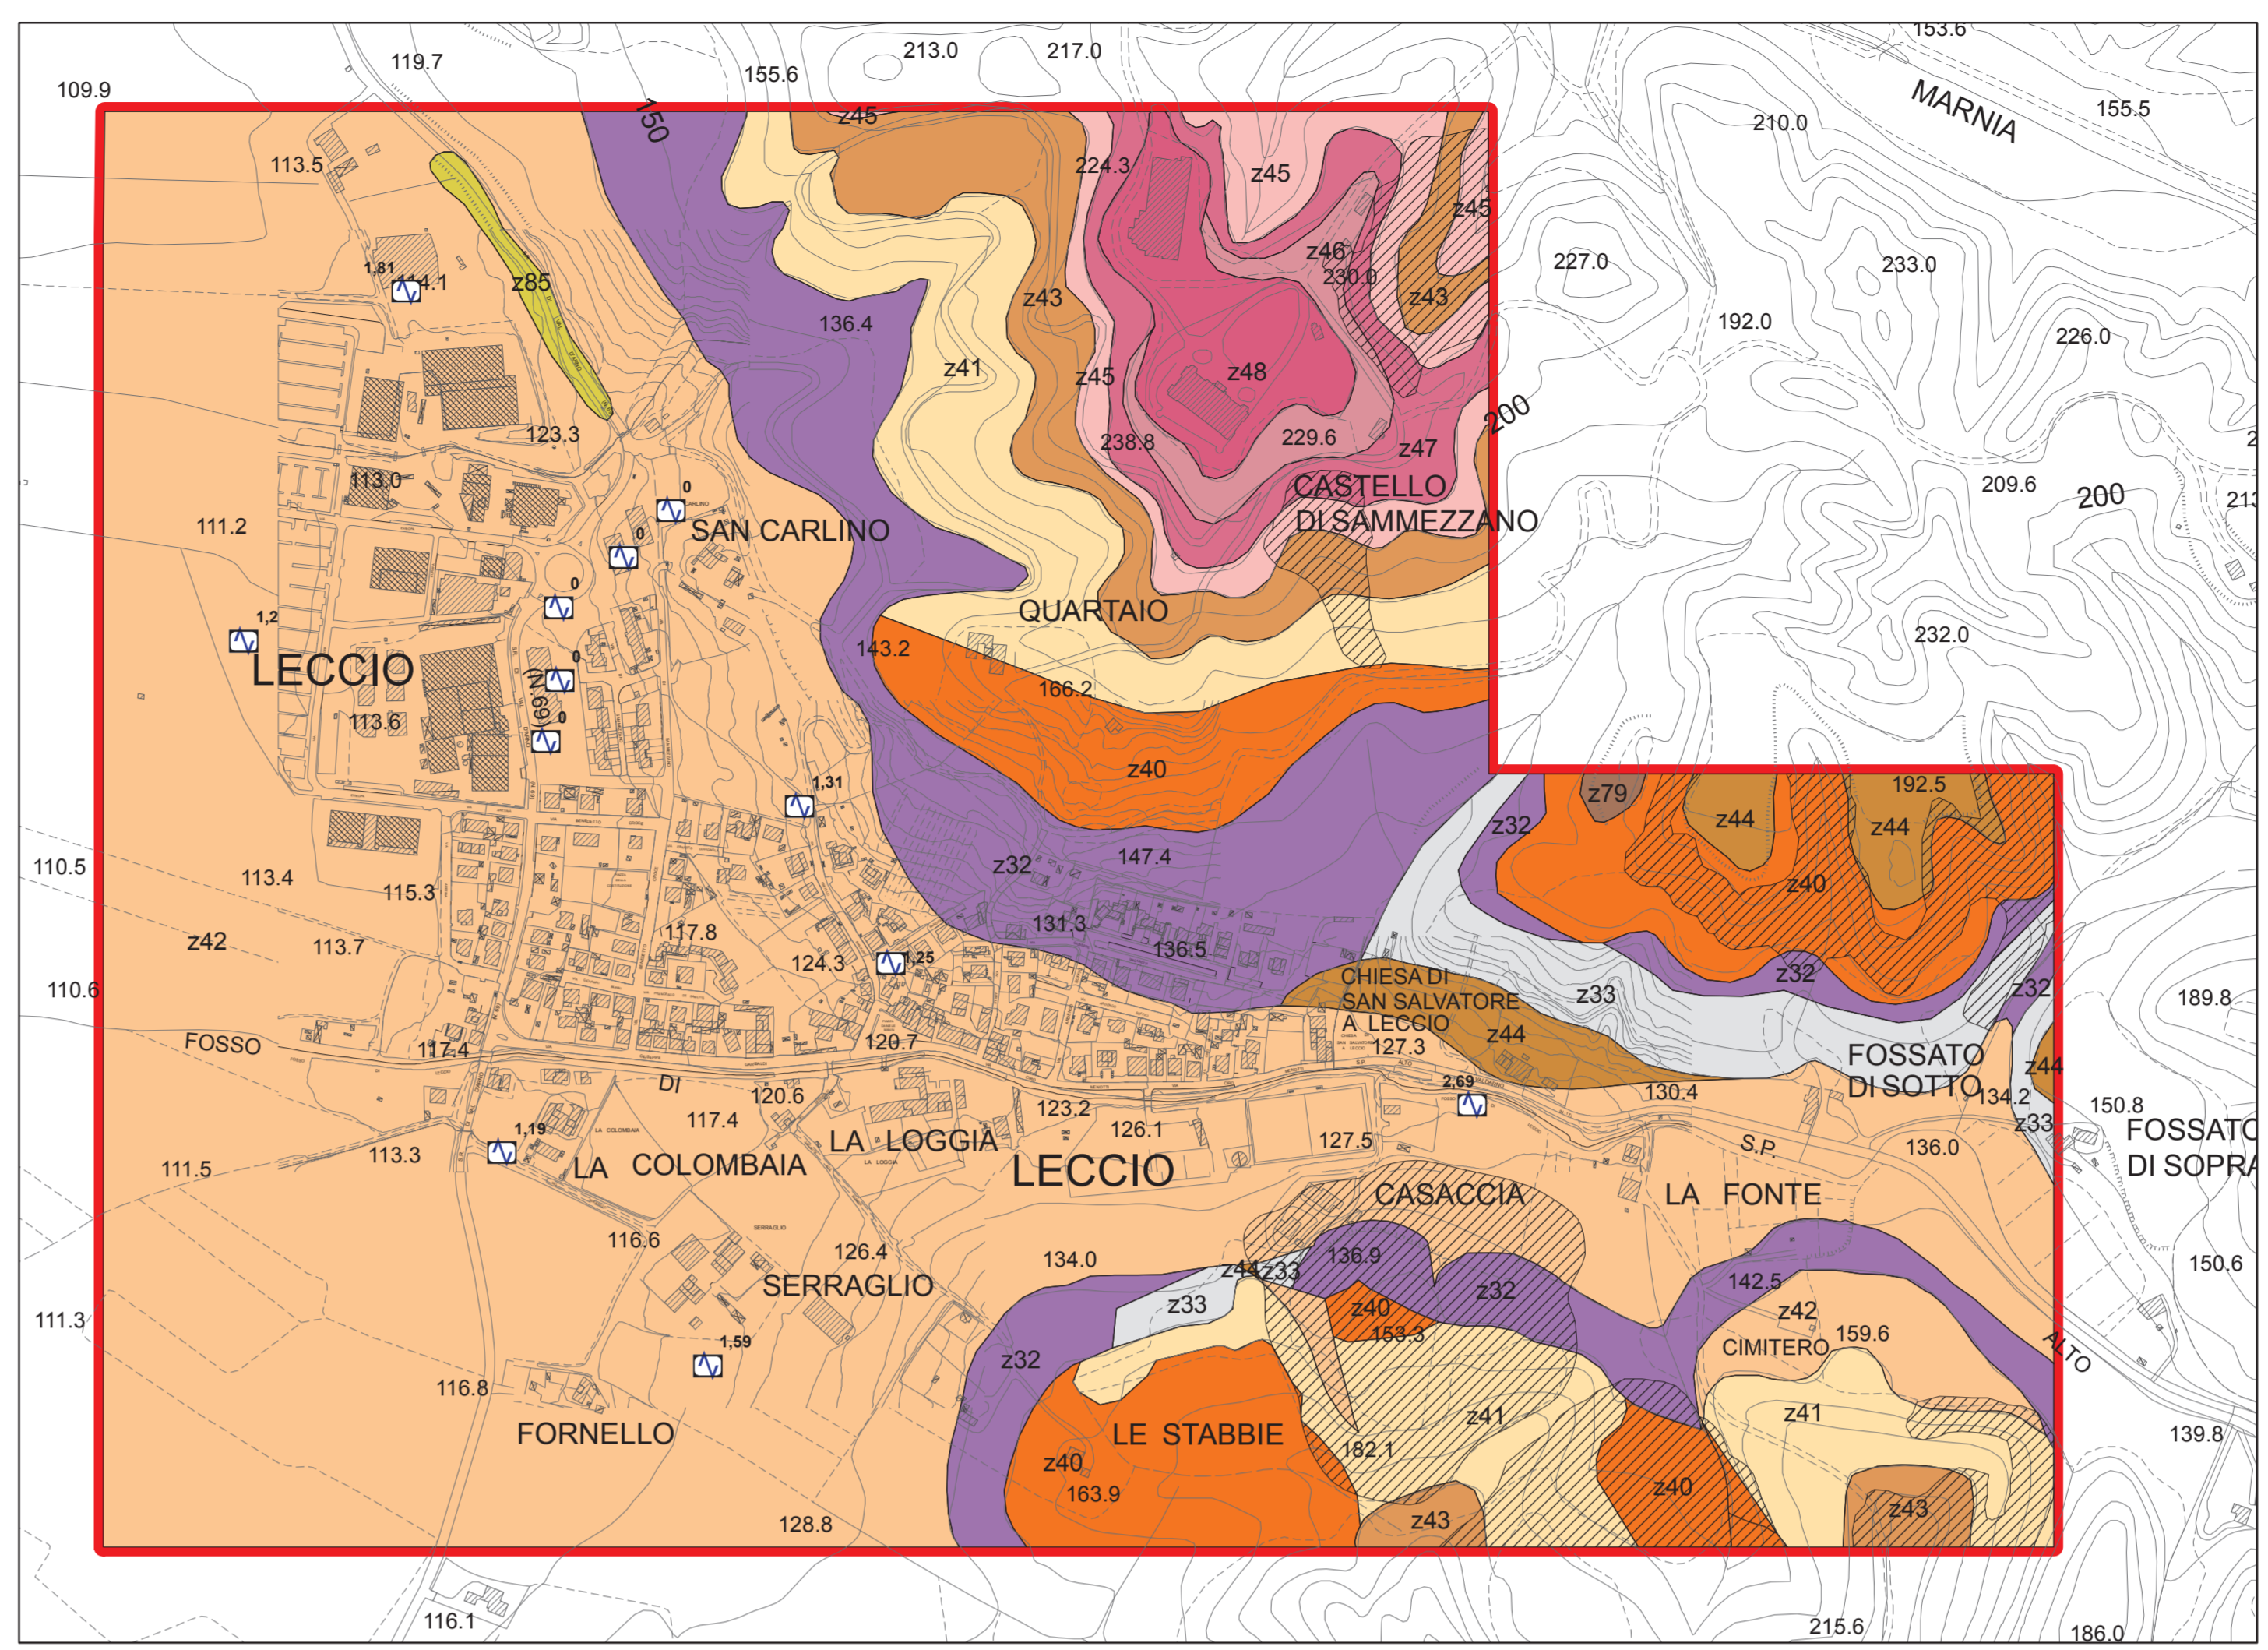 153.6
213.0
217.0
119.7
155.6
109.9
MARNIA
155.5
150
z45
210.0
113.5
224.3
z45
z45
z46
227.0
233.0
1,81
114.1
z85
230.0
z43
z43
136.4
192.0
226.0
z41
z45
z48
200
123.3
238.8
229.6
z47
113.0
0
CASTELLO
DI SAMMEZZANO
209.6
200
111.2
SAN CARLINO
0
0
QUARTAIO
1,2
232.0
LECCIO
143.2
0
(N.69)
166.2
113.6
0
z40
1,31
z79
192.5
z32
z44
z44
110.5
z32
147.4
113.4
115.3
z40
z42
113.7
117.8
131.3
136.5
124.3
1,25
CHIESA DI
SAN SALVATORE
A LECCIO
z33
z32
z32
110.6
189.8
FOSSO
117.4
120.7
127.3
z44
FOSSATO
DI SOTTO
z44
DI
120.6
2,69
130.4
134.2
117.4
123.2
z33
150.8
1,19
LA COLOMBAIA
126.1
127.5
S.P.
136.0
FOSSATO
DI SOPRA
113.3
LA COLOMBAIA
LA LOGGIA
LA LOGGIA
LECCIO
111.5
CASACCIA
LA FONTE
SERRAGLIO
116.6
126.4
134.0
136.9
150.6
z44
z33
142.5
SERRAGLIO
z33
z32
z40
z42
111.3
153.3
CIMITERO
159.6
1,59
z32
ALTO
116.8
z41
z41
FORNELLO
LE STABBIE
182.1
139.8
z40
163.9
z40
z43
z43
128.8
116.1
215.6
186.0